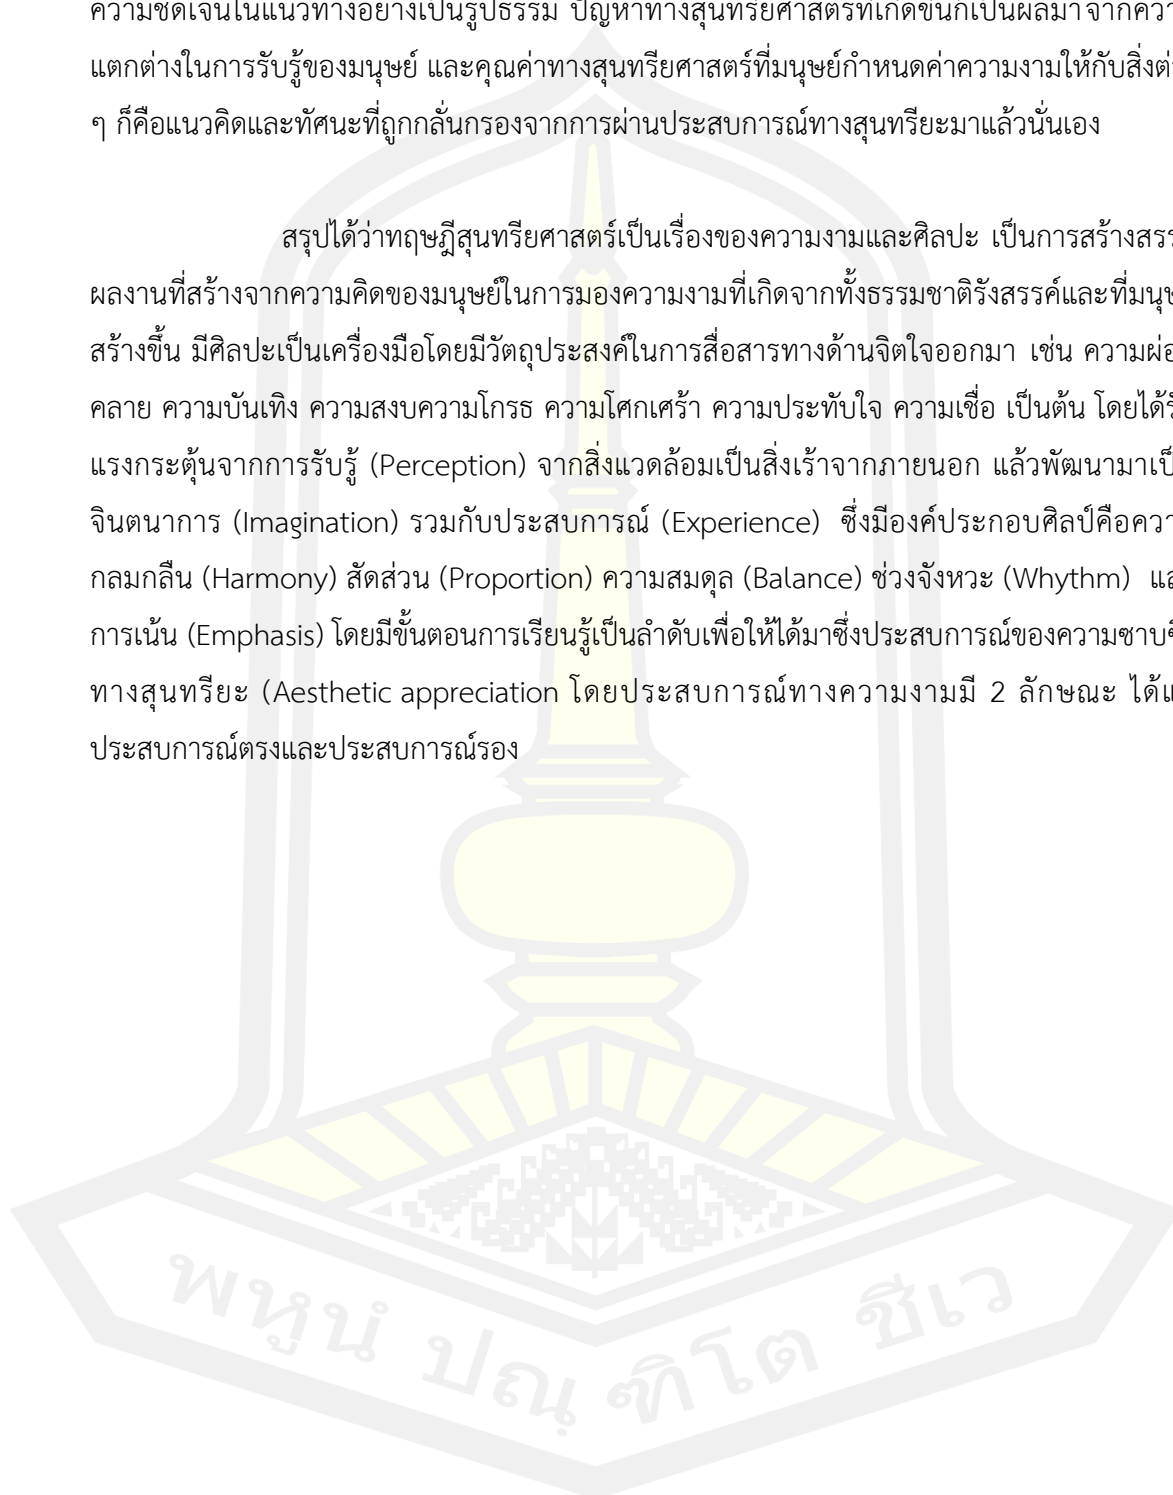 ความชัดเจนในแนวทางอย่างเป็นรูปธรรม ปัญหาทางสุนทรียศาสตร์ที่เกิดขึ้นก็เป็นผลมาจากควา
แตกต่างในการรับรู้ของมนุษย์ และคุณค่าทางสุนทรียศาสตร์ที่มนุษย์กำหนดค่าความงามให้กับสิ่งต่
ๆ ก็คือแนวคิดและทัศนะที่ถูกกลั่นกรองจากการผ่านประสบการณ์ทางสุนทรียะมาแล้วนั่นเอง
สรุปได้ว่าทฤษฎีสุนทรียศาสตร์เป็นเรื่องของความงามและศิลปะ เป็นการสร้างสรร
ผลงานที่สร้างจากความคิดของมนุษย์ในการมองความงามที่เกิดจากทั้งธรรมชาติรังสรรค์และที่มนุษ
สร้างขึ้น มีศิลปะเป็นเครื่องมือโดยมีวัตถุประสงค์ในการสื่อสารทางด้านจิตใจออกมา เช่น ความผ่อ
คลาย ความบันเทิง ความสงบความโกรธ ความโศกเศร้า ความประทับใจ ความเชื่อ เป็นต้น โดยได้รั
แรงกระตุ้นจากการรับรู้ (Perception) จากสิ่งแวดล้อมเป็นสิ่งเร้าจากภายนอก แล้วพัฒนามาเป็
จินตนาการ (Imagination) รวมกับประสบการณ์ (Experience) ซึ่งมีองค์ประกอบศิลป์คือควา
กลมกลืน (Harmony) สัดส่วน (Proportion) ความสมดุล (Balance) ช่วงจังหวะ (Whythm) แล
การเน้น (Emphasis) โดยมีขั้นตอนการเรียนรู้เป็นลำดับเพื่อให้ได้มาซึ่งประสบการณ์ของความซาบซึ
ทางสุนทรียะ (Aesthetic appreciation โดยประสบการณ์ทางความงามมี 2 ลักษณะ ได้แ
ประสบการณ์ตรงและประสบการณ์รอง
พหูนํ ปณฺฑิโต ชีเว